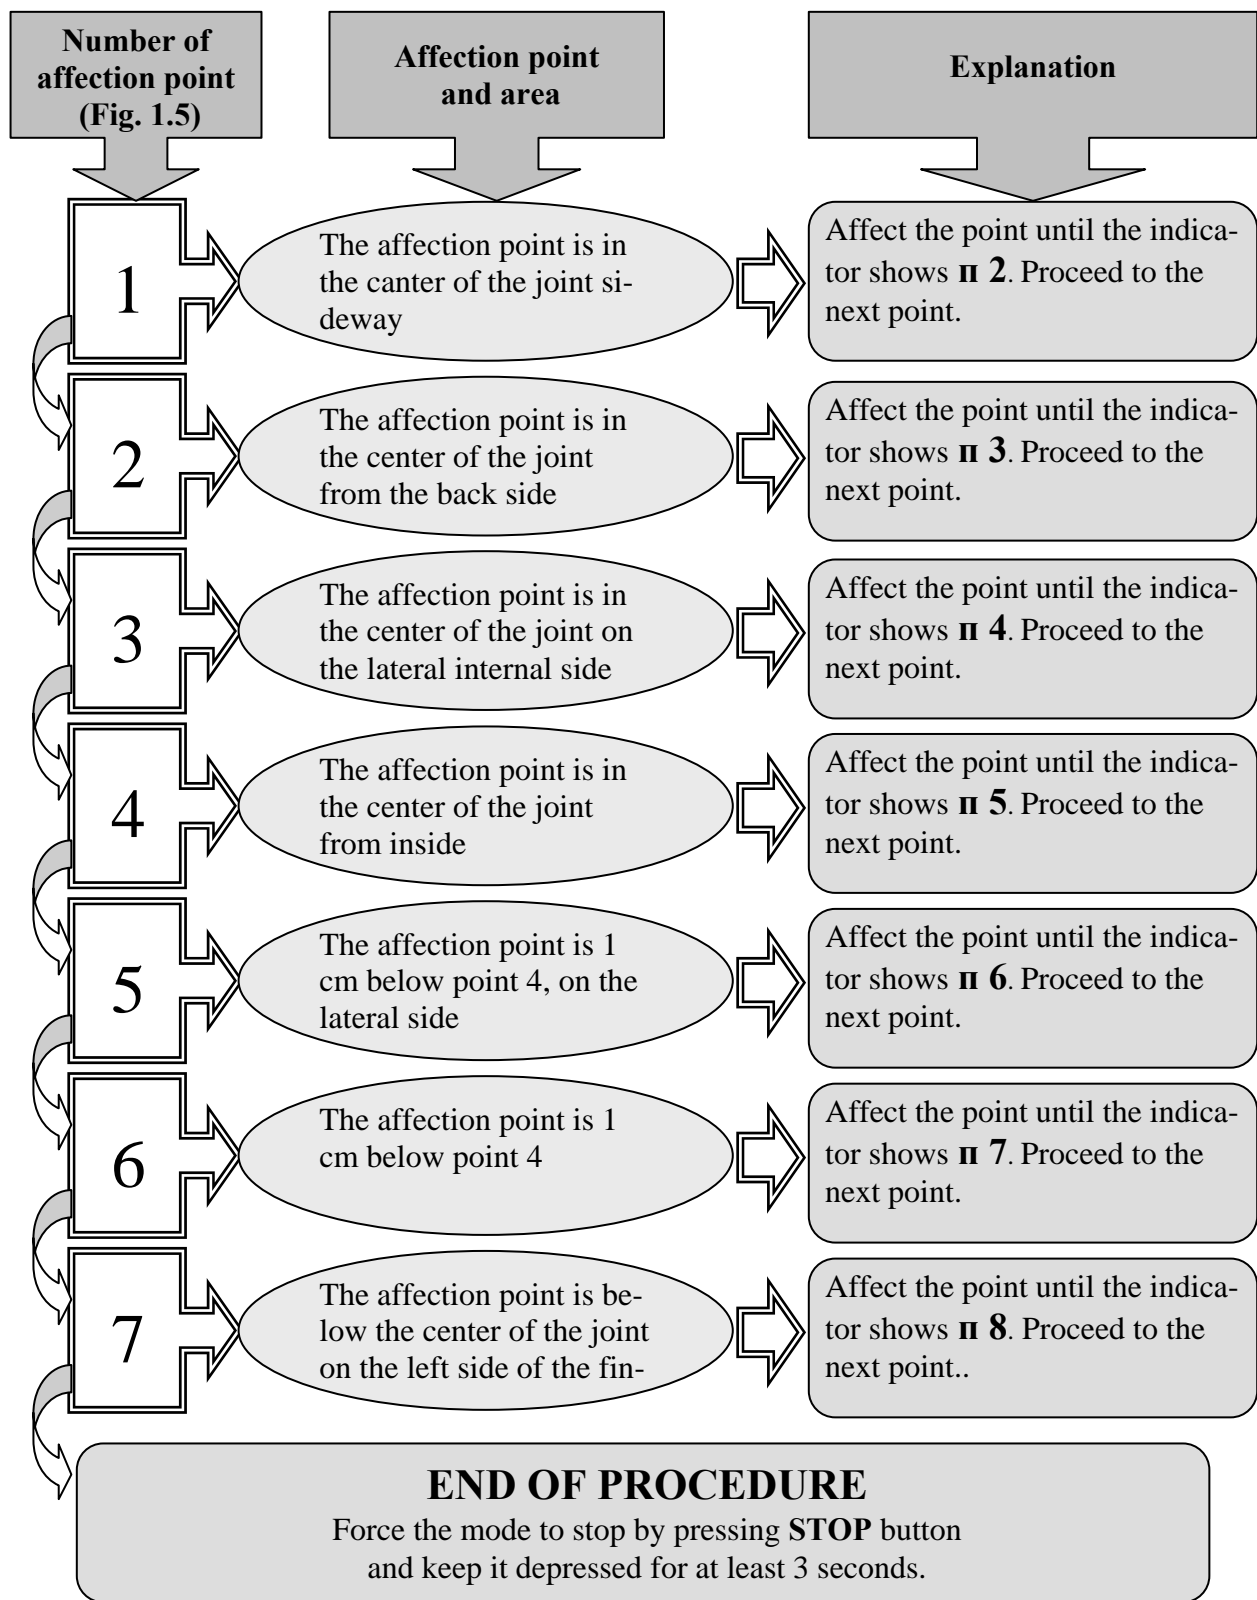 Number of
affection point
(Fig. 1.5)
Affection point
and area
Explanation
1
The affection point is in
the canter of the joint si-
deway
Affect the point until the indica-
tor shows п 2. Proceed to the
next point.
2
The affection point is in
the center of the joint
from the back side
Affect the point until the indica-
tor shows п 3. Proceed to the
next point.
3
The affection point is in
the center of the joint on
the lateral internal side
Affect the point until the indica-
tor shows п 4. Proceed to the
next point.
4
The affection point is in
the center of the joint
from inside
Affect the point until the indica-
tor shows п 5. Proceed to the
next point.
5
The affection point is 1
cm below point 4, on the
lateral side
Affect the point until the indica-
tor shows п 6. Proceed to the
next point.
6
The affection point is 1
cm below point 4
Affect the point until the indica-
tor shows п 7. Proceed to the
next point.
7
The affection point is be-
low the center of the joint
on the left side of the fin-
Affect the point until the indica-
tor shows п 8. Proceed to the
next point..
END OF PROCEDURE
Force the mode to stop by pressing STOP button
and keep it depressed for at least 3 seconds.